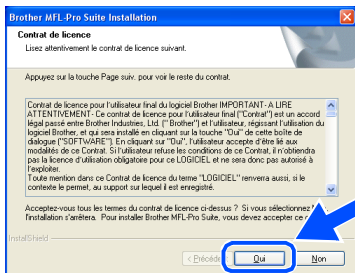 Brother MFL-Pro Suite Installation
Contrat de licence
Lisez attentivement le contrat de licence suivant.
Appuyez sur la touche Page suiv. pour voir le reste du contrat.
Contrat de licence pour l'utilisateur final du logiciel Brother IMPORTANT- A LIRE
ATTENTIVEMENT- Ce contrat de licence pour l'utilisateur final ("Contrat") est un accord
légal passé entre Brother Industries, Ltd. (" Brother") et l'utilisateur, régissant l'utilisation du
logiciel Brother, et qui sera installé en cliquant sur la touche "Oui" de cette boîte de
dialogue ("SOFTWARE"). En cliquant sur "Oui", l'utilisateur accepte d'être lié aux
modalités de ce Contrat. Si l'utilisateur refuse les conditions de ce Contrat, il n'obtiendra
pas la licence d'utilisation obligatoire pour ce LOGICIEL et ne sera donc pas autorisé à
l'exploiter.
Toute mention dans ce Contrat de licence du terme "LOGICIEL" renverra aussi, si le
contexte le permet, au support sur lequel il est enregistré.
Acceptez-vous tous les termes du contrat de licence ci-dessus ? Si vous sélectionnez
l'installation s'arrêtera. Pour installer Brother MFL-Pro Suite, vous devez accepter ce
InstallShield
< Précéde
Oui
Non